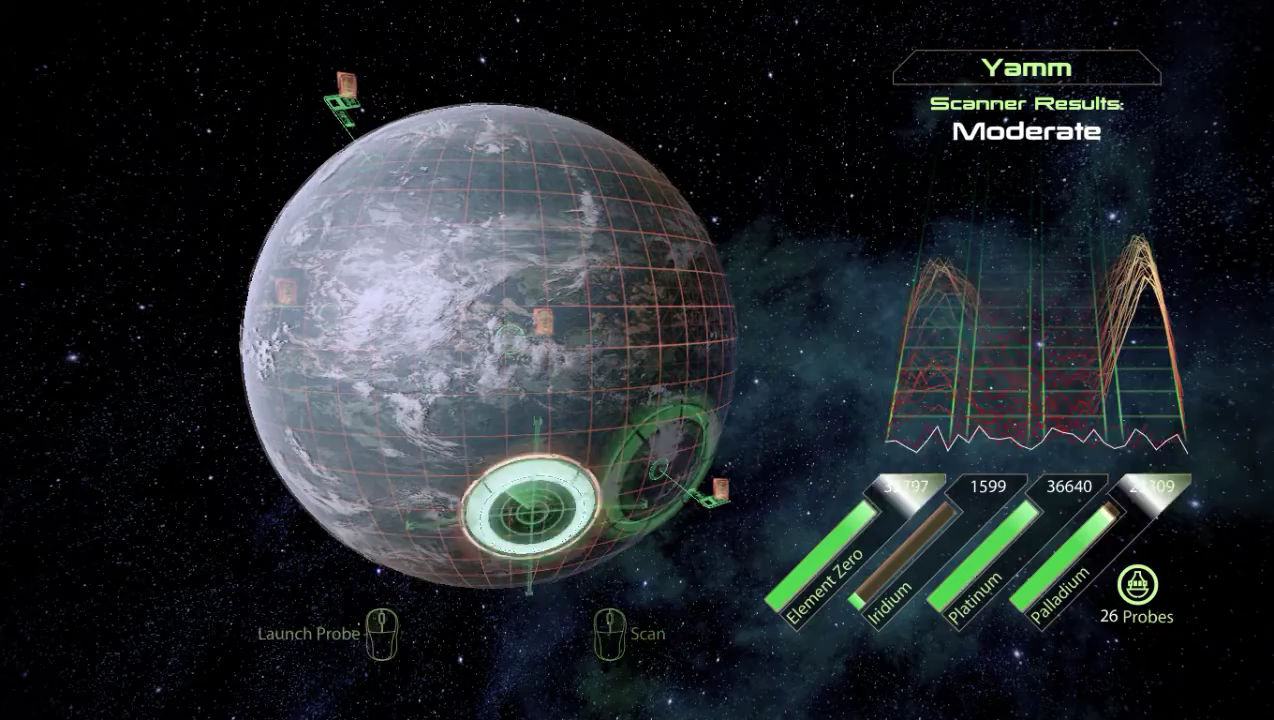 Yamm
Scanner Results:
Moderate
1599
36640
Element Zero
Iridium
Platinum
Palladium
26 Probes
Launch Probe
Scan